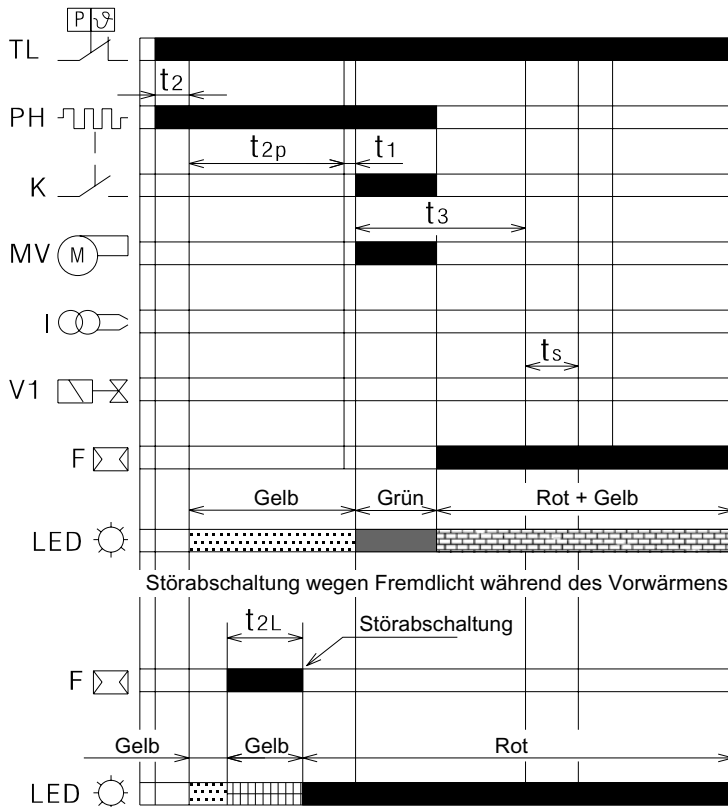 P ϑ
TL
t2
PH
t2p t1
K
t3
MV M
I
ts
V1
F
Gelb Grün Rot + Gelb
LED
Störabschaltung wegen Fremdlicht während des Vorwärmens
t2L Störabschaltung
F
Gelb Gelb Rot
LED